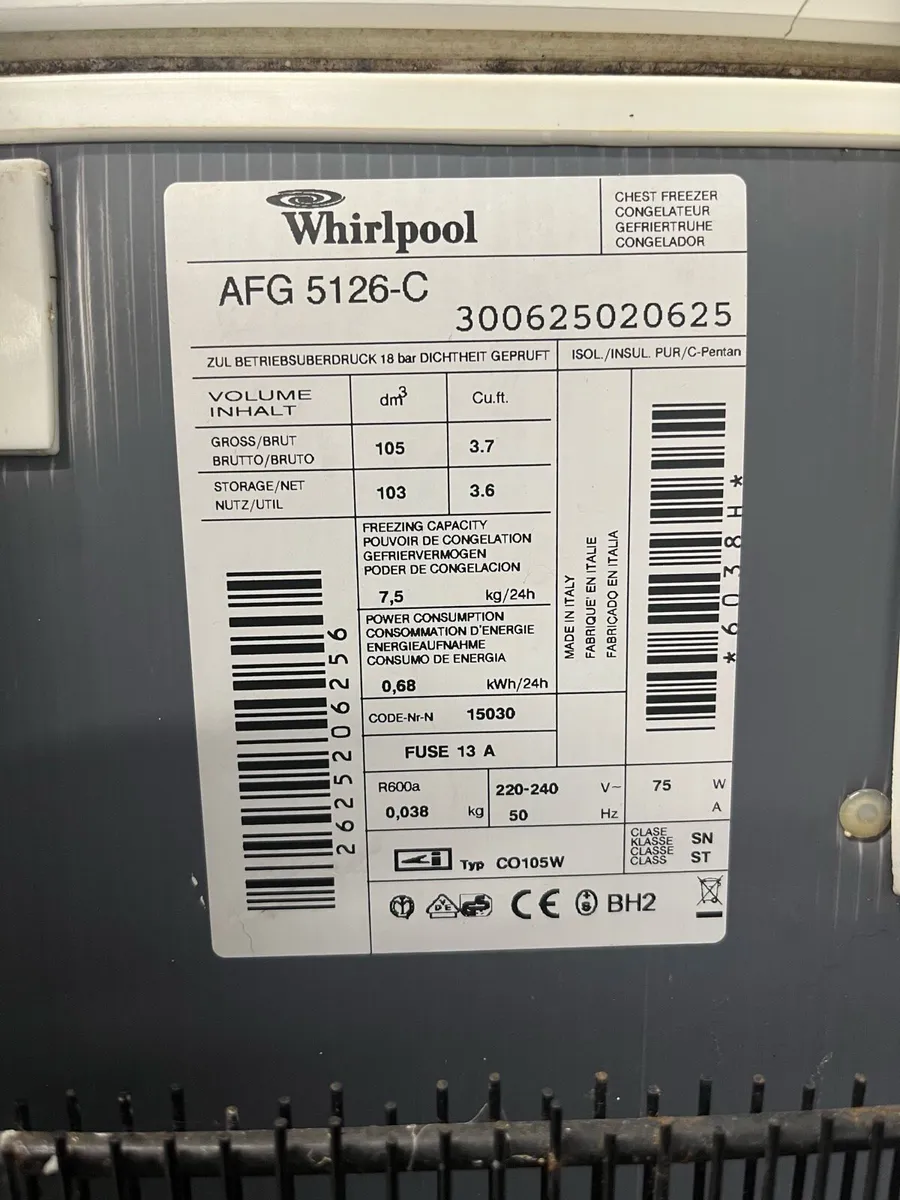 Whirlpool
CHEST FREEZER
CONGELATEUR
GEFRIERTRUHE
CONGELADOR
AFG 5126-C
300625020625
ZUL BETRIEBSUBERDRUCK 18 bar DICHTHEIT GEPRUFT
ISOL./INSUL. PUR/C-Pentan
VOLUME
INHALT
dm³
Cu.ft.
GROSS/BRUT
BRUTTO/BRUTO
105
3.7
STORAGE/NET
NUTZ/UTIL
103
3.6
FREEZING CAPACITY
POUVOIR DE CONGELATION
GEFRIERVERMOGEN
PODER DE CONGELACION
7,5 kg/24h
POWER CONSUMPTION
CONSOMMATION D'ENERGIE
ENERGIEAUFNAHME
CONSUMO DE ENERGIA
0,68 kWh/24h
CODE-Nr-N 15030
FUSE 13 A
MADE IN ITALY
FABRIQUE' EN ITALIE
FABRICADO EN ITALIA
*6038H*
2625206256
R600a
0,038 kg
220-240 V~
50 Hz
75 W
A
Typ CO105W
CLASE
KLASSE
CLASSE
CLASS
SN
ST
CE
BH2